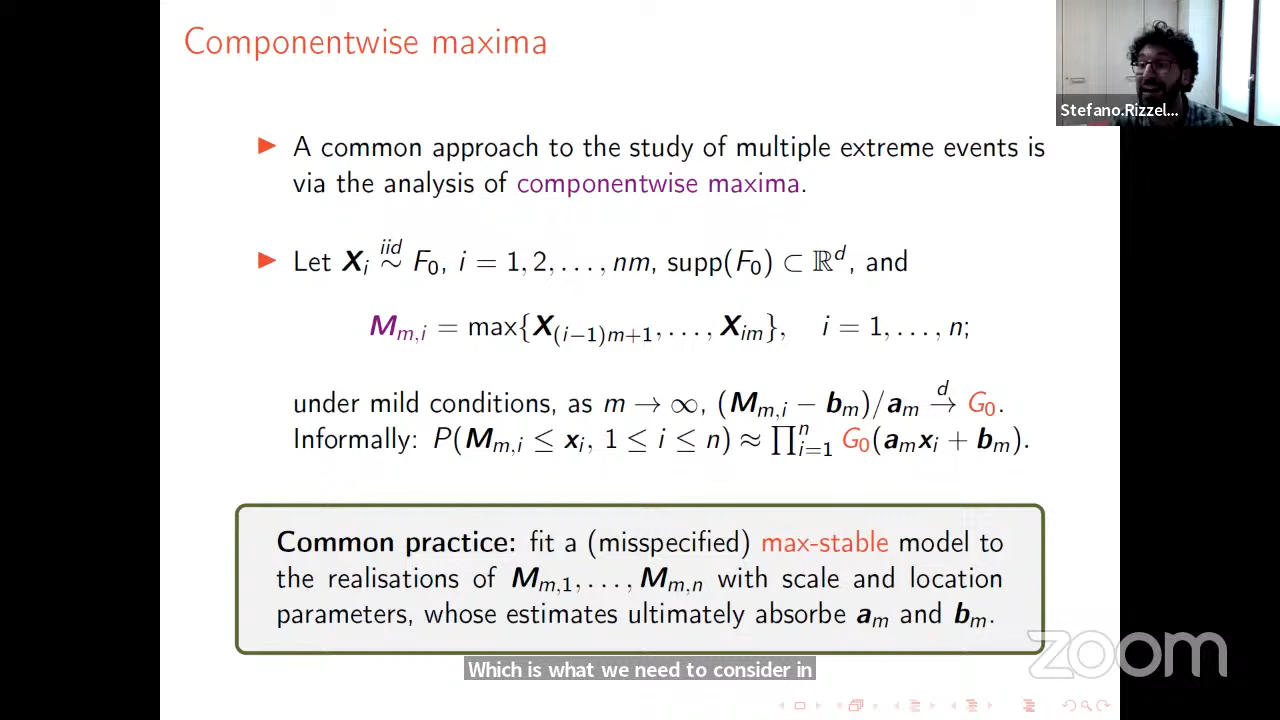 Componentwise maxima
Stefano.Rizzel...
▶ A common approach to the study of multiple extreme events is
via the analysis of componentwise maxima.
▶ Let X_i iid ∼ F_0, i = 1, 2, . . . , nm, supp(F_0) ⊂ ℝ^d, and
M_{m,i} = max{X_{(i−1)m+1}, . . . , X_{im}}, i = 1, . . . , n;
under mild conditions, as m → ∞, (M_{m,i} − b_m)/a_m →^d G_0.
Informally: P(M_{m,i} ≤ x_i, 1 ≤ i ≤ n) ≈ ∏_{i=1}^n G_0(a_m x_i + b_m).
Common practice: fit a (misspecified) max-stable model to
the realisations of M_{m,1}, . . . , M_{m,n} with scale and location
parameters, whose estimates ultimately absorbe a_m and b_m.
zoom
Which is what we need to consider in